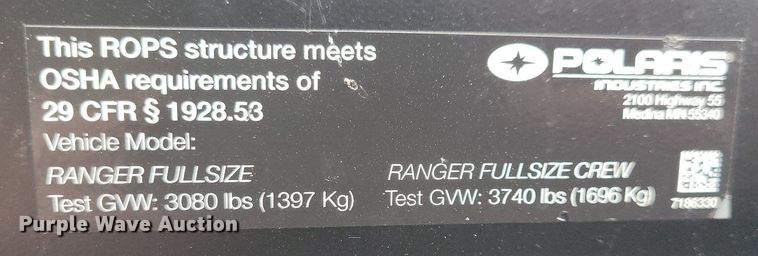 This ROPS structure meets
OSHA requirements of
29 CFR § 1928.53
Vehicle Model:
RANGER FULLSIZE
Test GVW: 3080 lbs (1397 Kg)
POLARIS
INDUSTRIES INC.
2100 Highway 55
Medina MN 55340
RANGER FULLSIZE CREW
Test GVW: 3740 lbs (1696 Kg)
7186330
Purple Wave Auction